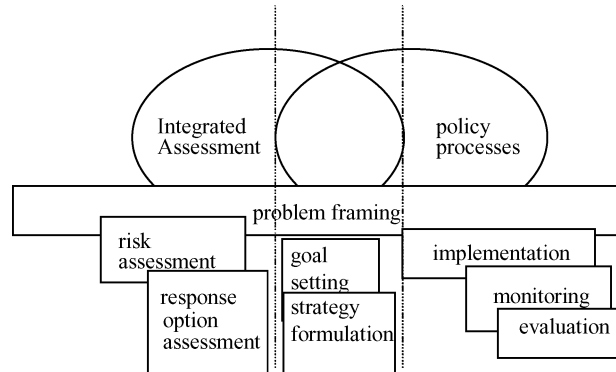 Integrated
Assessment
policy
processes
problem framing
risk
assessment
response
option
assessment
goal
setting
strategy
formulation
implementation
monitoring
evaluation